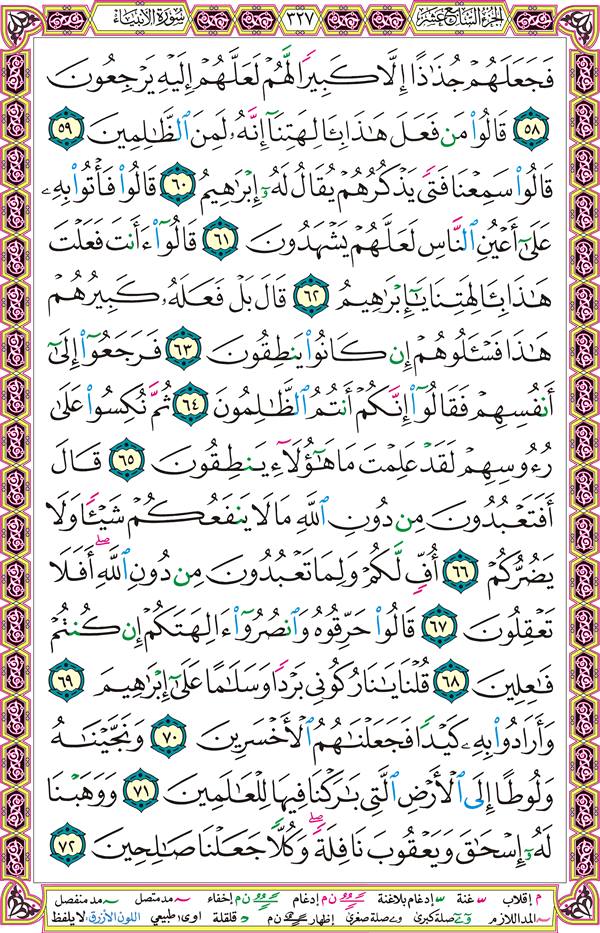 الجزء السابع عشر ٣٢٧ سورة الأنبياء
فَجَعَلَهُمْ جُذَٰذًا إِلَّا كَبِيرًا لَّهُمْ لَعَلَّهُمْ إِلَيْهِ يَرْجِعُونَ
٥٨ قَالُوا۟ مَن فَعَلَ هَٰذَا بِـَٔالِهَتِنَآ إِنَّهُۥ لَمِنَ ٱلظَّٰلِمِينَ ٥٩
قَالُوا۟ سَمِعْنَا فَتًى يَذْكُرُهُمْ يُقَالُ لَهُۥٓ إِبْرَٰهِيمُ ٦٠ قَالُوا۟ فَأْتُوا۟ بِهِۦ
عَلَىٰٓ أَعْيُنِ ٱلنَّاسِ لَعَلَّهُمْ يَشْهَدُونَ ٦١ قَالُوٓا۟ ءَأَنتَ فَعَلْتَ
هَٰذَا بِـَٔالِهَتِنَا يَٰٓإِبْرَٰهِيمُ ٦٢ قَالَ بَلْ فَعَلَهُۥ كَبِيرُهُمْ
هَٰذَا فَسْـَٔلُوهُمْ إِن كَانُوا۟ يَنطِقُونَ ٦٣ فَرَجَعُوٓا۟ إِلَىٰٓ
أَنفُسِهِمْ فَقَالُوٓا۟ إِنَّكُمْ أَنتُمُ ٱلظَّٰلِمُونَ ٦٤ ثُمَّ نُكِسُوا۟ عَلَىٰ
رُءُوسِهِمْ لَقَدْ عَلِمْتَ مَا هَٰٓؤُلَآءِ يَنطِقُونَ ٦٥ قَالَ
أَفَتَعْبُدُونَ مِن دُونِ ٱللَّهِ مَا لَا يَنفَعُكُمْ شَيْـًٔا وَلَا
يَضُرُّكُمْ ٦٦ أُفٍّ لَّكُمْ وَلِمَا تَعْبُدُونَ مِن دُونِ ٱللَّهِ ۖ أَفَلَا
تَعْقِلُونَ ٦٧ قَالُوا۟ حَرِّقُوهُ وَٱنصُرُوٓا۟ ءَالِهَتَكُمْ إِن كُنتُمْ
فَٰعِلِينَ ٦٨ قُلْنَا يَٰنَارُ كُونِى بَرْدًا وَسَلَٰمًا عَلَىٰٓ إِبْرَٰهِيمَ ٦٩
وَأَرَادُوا۟ بِهِۦ كَيْدًا فَجَعَلْنَٰهُمُ ٱلْأَخْسَرِينَ ٧٠ وَنَجَّيْنَٰهُ
وَلُوطًا إِلَى ٱلْأَرْضِ ٱلَّتِى بَٰرَكْنَا فِيهَا لِلْعَٰلَمِينَ ٧١ وَوَهَبْنَا
لَهُۥٓ إِسْحَٰقَ وَيَعْقُوبَ نَافِلَةً ۖ وَكُلًّا جَعَلْنَا صَٰلِحِينَ ٧٢
م إقلاب غنة إدغام بلاغنة ن م إدغام ن م إخفاء مد متصل مد منفصل
المد اللازم صلة كبرى صلة صغرى إظهار ن م قلقلة اوى طبيعي اللون الأزرق: لا يلفظ